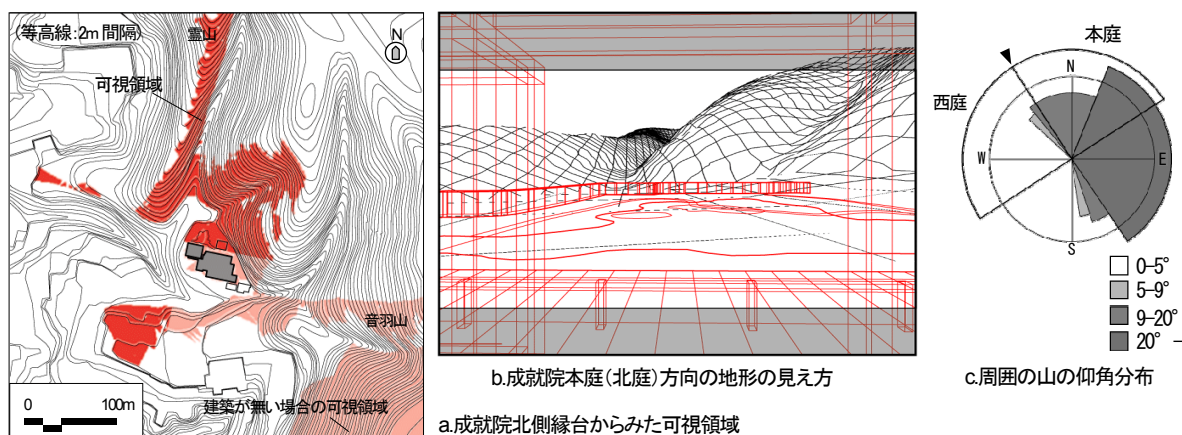 (等高線:2m間隔)
霊山
N
可視領域
音羽山
0 100m
建築が無い場合の可視領域
b.成就院本庭(北庭)方向の地形の見え方
a.成就院北側縁台からみた可視領域
本庭
西庭
N
W
E
S
0−5°
5−9°
9−20°
20° −
c.周囲の山の仰角分布